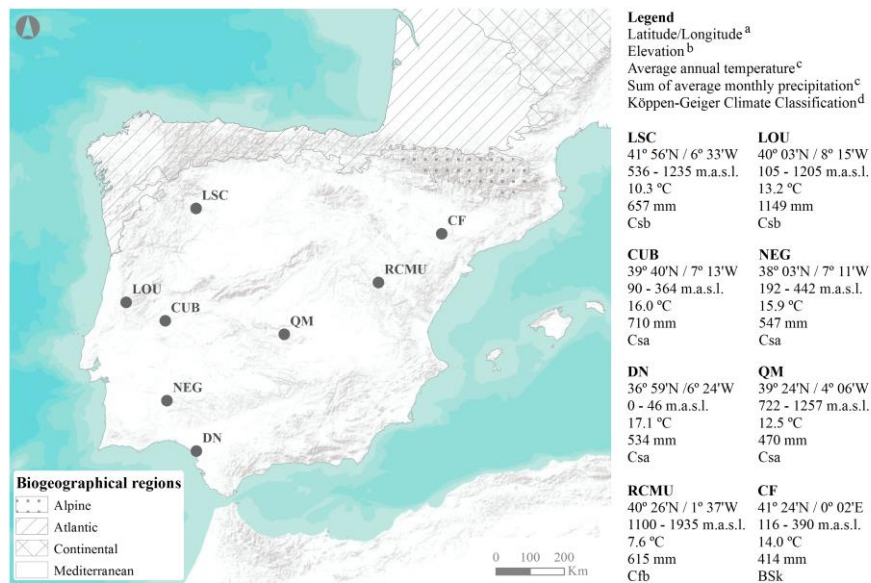 LSC
CF
RCMU
LOU
CUB
QM
NEG
DN
Biogeographical regions
Alpine
Atlantic
Continental
Mediterranean
0 100 200
Km
Legend
Latitude/Longitude a
Elevation b
Average annual temperature c
Sum of average monthly precipitation c
Köppen-Geiger Climate Classification d
LSC
41º 56'N / 6º 33'W
536 - 1235 m.a.s.l.
10.3 ºC
657 mm
Csb
LOU
40º 03'N / 8º 15'W
105 - 1205 m.a.s.l.
13.2 ºC
1149 mm
Csb
CUB
39º 40'N / 7º 13'W
90 - 364 m.a.s.l.
16.0 ºC
710 mm
Csa
NEG
38º 03'N / 7º 11'W
192 - 442 m.a.s.l.
15.9 ºC
547 mm
Csa
DN
36º 59'N /6º 24'W
0 - 46 m.a.s.l.
17.1 ºC
534 mm
Csa
QM
39º 24'N / 4º 06'W
722 - 1257 m.a.s.l.
12.5 ºC
470 mm
Csa
RCMU
40º 26'N / 1º 37'W
1100 - 1935 m.a.s.l.
7.6 ºC
615 mm
Cfb
CF
41º 24'N / 0º 02'E
116 - 390 m.a.s.l.
14.0 ºC
414 mm
BSk